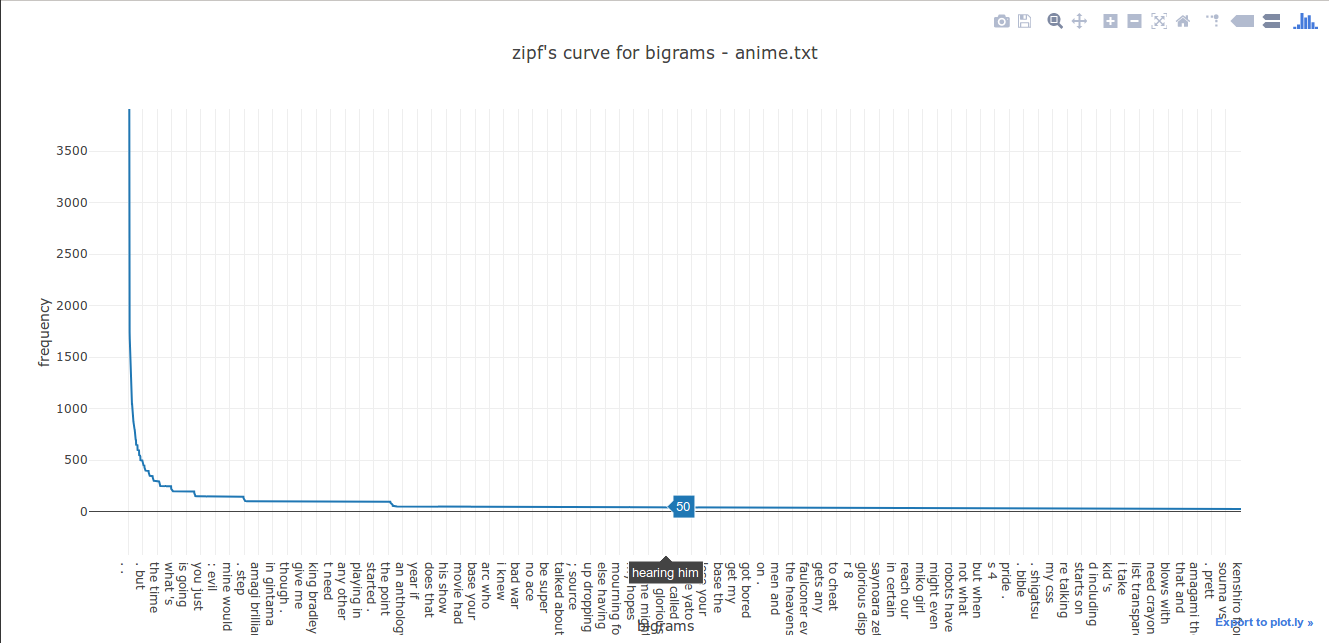 zipf's curve for bigrams - anime.txt
3500
3000
2500
2000
1500
1000
500
0
frequency
50
hearing him
. .
. but
the time
what 's
is going
you just
: evil
mine would
. step
amagi brillian
in gintama
though .
give me
king bradley
t need
any other
playing in
started .
the point
an anthology
year if
does that
his show
movie had
base your
arc who
i knew
bad war
no ace
be super
talked about
; source
up dropping
else having
mourning fo
hopes
might
glorio
called
e yato
your
base the
get my
got bored
on .
men and
the heavens
faulconer ev
gets any
to cheat
r 8
glorious disp
saynoara zel
in certain
reach our
miko girl
might even
robots have
not what
but when
s 4
pride .
. bible
. shigatsu
my css
re talking
starts on
d including
i take
kid 's
list transpare
need crayon
blows with
that and
amagami th
. prett
souma vs
kenshiro
bigrams
Export to plot.ly »